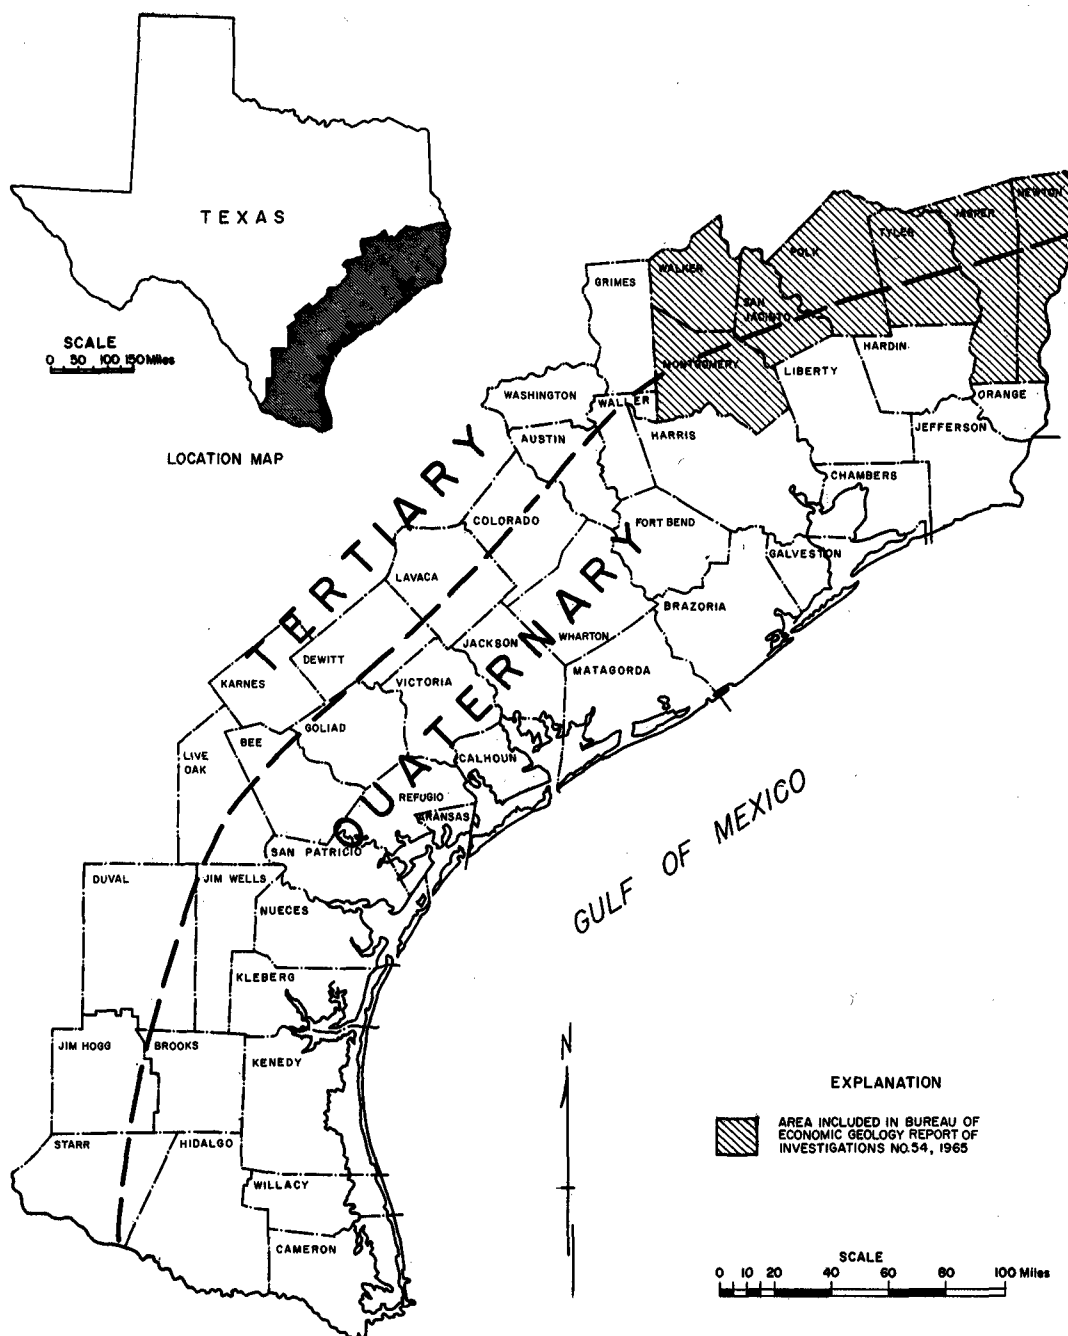 TEXAS
SCALE
0 50 100 150 Miles
LOCATION MAP
NEWTON
JASPER
TYLER
POLK
WALKER
SAN
JACINTO
GRIMES
MONTGOMERY
HARDIN
LIBERTY
ORANGE
JEFFERSON
WASHINGTON
WALLER
AUSTIN
HARRIS
CHAMBERS
TERTIARY
COLORADO
FORT BEND
GALVESTON
LAVACA
BRAZORIA
QUATERNARY
WHARTON
JACKSON
DEWITT
MATAGORDA
KARNES
VICTORIA
GOLIAD
BEE
LIVE
OAK
CALHOUN
REFUGIO
ARANSAS
SAN PATRICIO
GULF OF MEXICO
DUVAL
JIM WELLS
NUECES
KLEBERG
JIM HOGG
BROOKS
KENEDY
STARR
HIDALGO
WILLACY
CAMERON
N
EXPLANATION
AREA INCLUDED IN BUREAU OF
ECONOMIC GEOLOGY REPORT OF
INVESTIGATIONS NO.54, 1965
SCALE
0 10 20 40 60 80 100 Miles